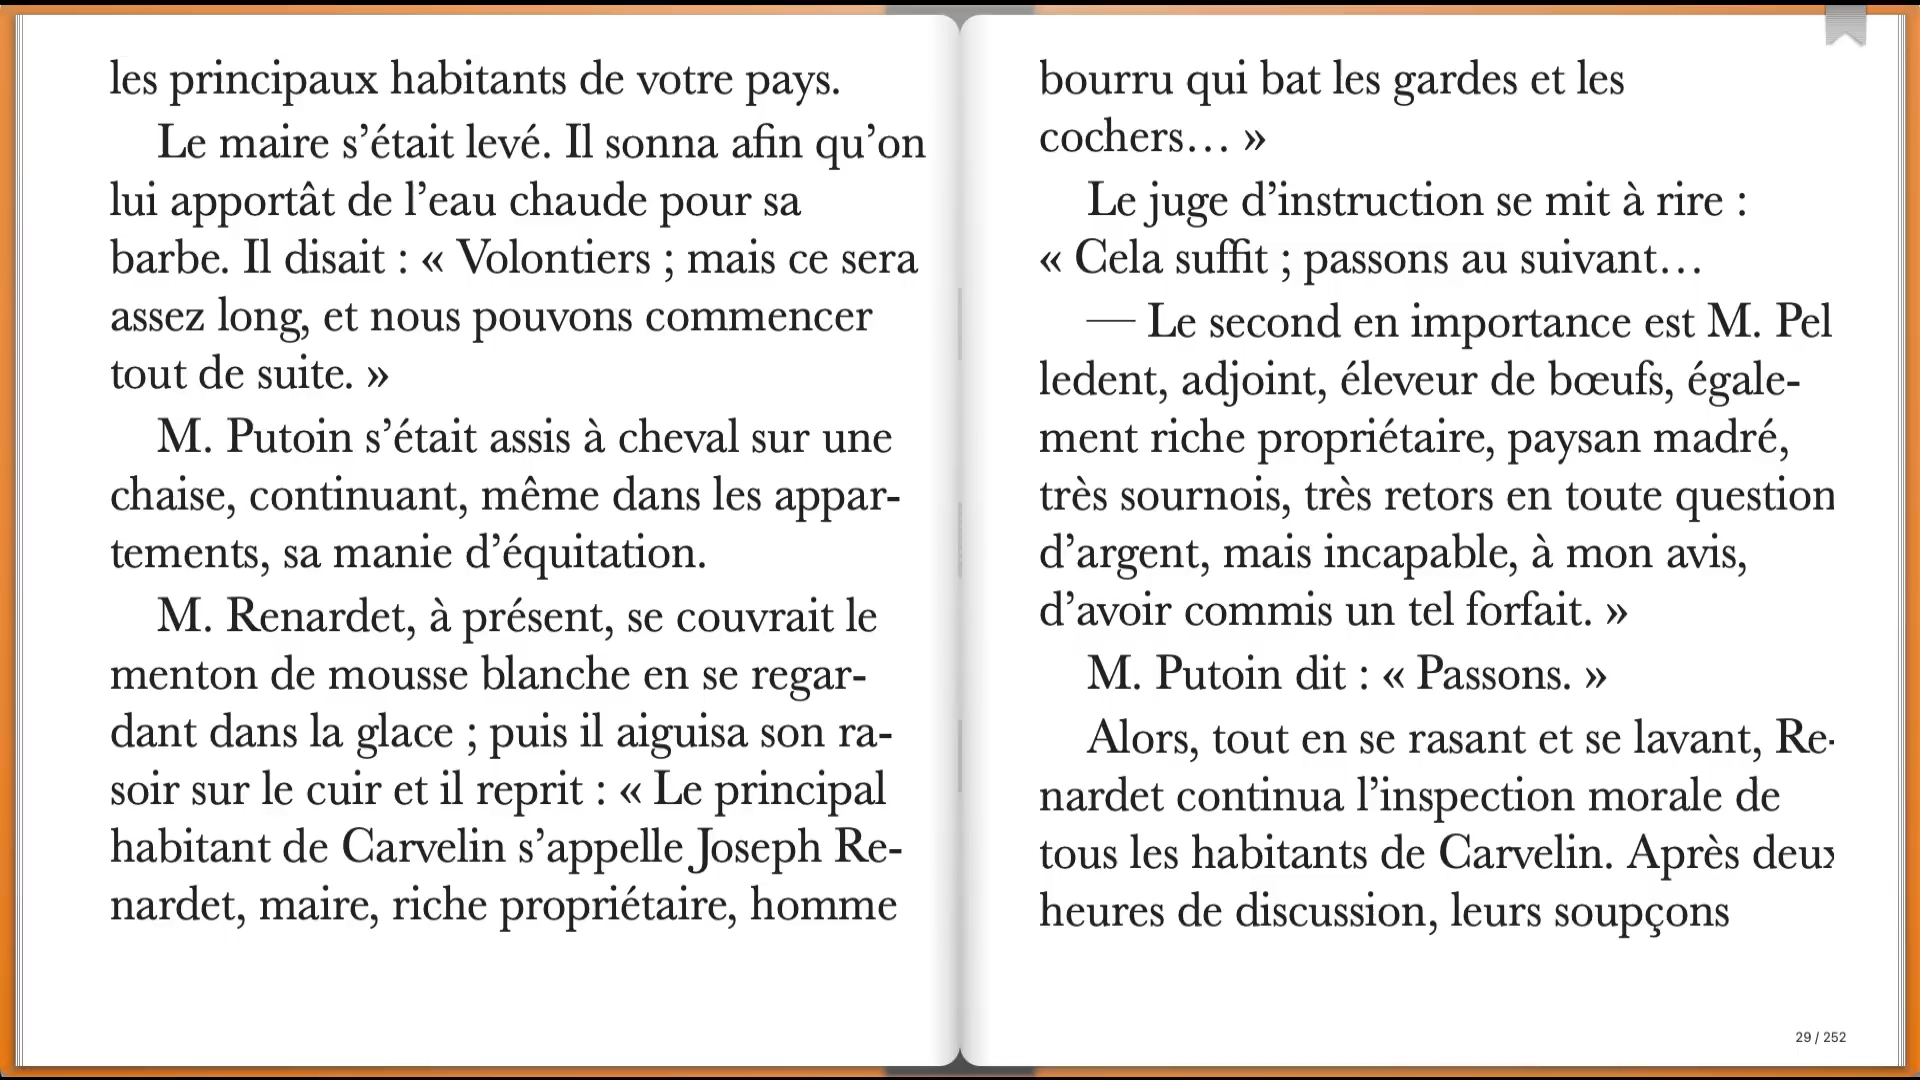 les principaux habitants de votre pays.
Le maire s’était levé. Il sonna afin qu’on
lui apportât de l’eau chaude pour sa
barbe. Il disait : « Volontiers ; mais ce sera
assez long, et nous pouvons commencer
tout de suite. »
M. Putoin s’était assis à cheval sur une
chaise, continuant, même dans les appar-
tements, sa manie d’équitation.
M. Renardet, à présent, se couvrait le
menton de mousse blanche en se regar-
dant dans la glace ; puis il aiguisa son ra-
soir sur le cuir et il reprit : « Le principal
habitant de Carvelin s’appelle Joseph Re-
nardet, maire, riche propriétaire, homme
bourru qui bat les gardes et les
cochers… »
Le juge d’instruction se mit à rire :
« Cela suffit ; passons au suivant…
— Le second en importance est M. Pel
ledent, adjoint, éleveur de bœufs, égale-
ment riche propriétaire, paysan madré,
très sournois, très retors en toute question
d’argent, mais incapable, à mon avis,
d’avoir commis un tel forfait. »
M. Putoin dit : « Passons. »
Alors, tout en se rasant et se lavant, Re-
nardet continua l’inspection morale de
tous les habitants de Carvelin. Après deux
heures de discussion, leurs soupçons
29 / 252